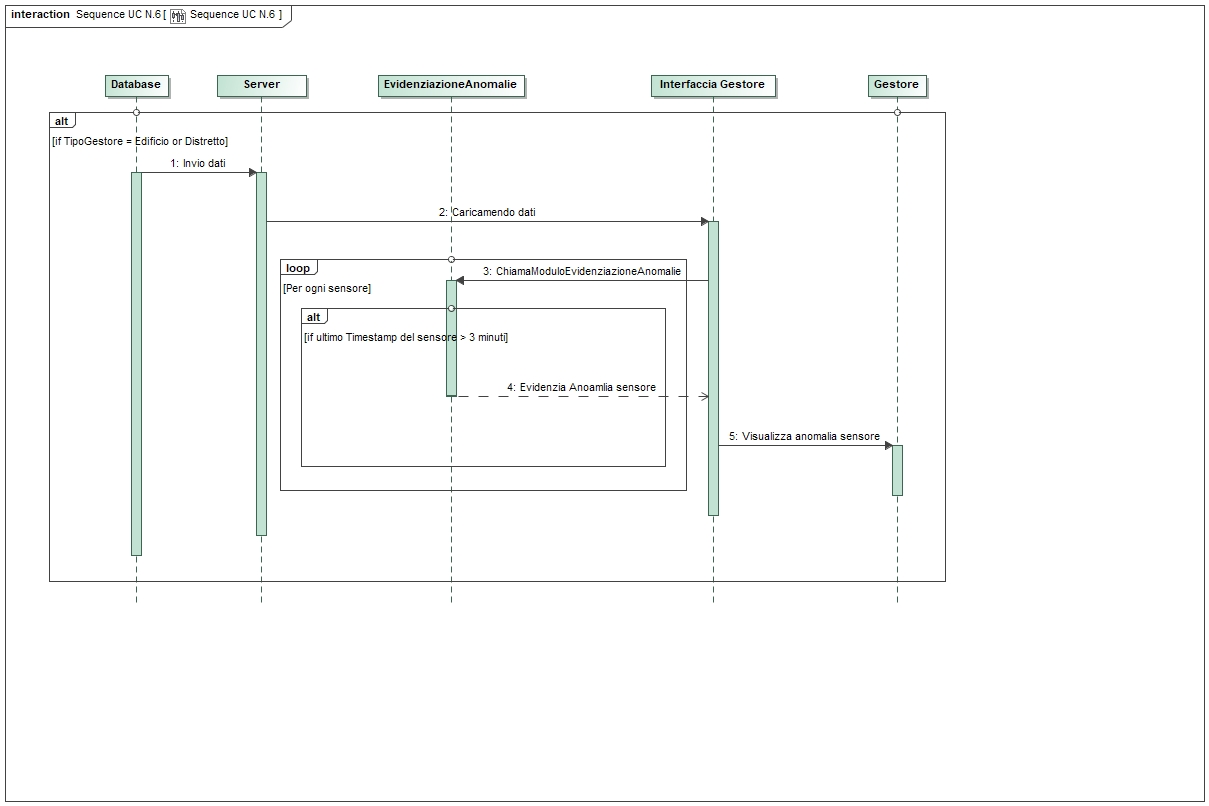 interaction Sequence UC N.6 [ Sequence UC N.6 ]
Database
Server
EvidenziazioneAnomalie
Interfaccia Gestore
Gestore
alt
[if TipoGestore = Edificio or Distretto]
1: Invio dati
2: Caricamendo dati
loop
3: ChiamaModuloEvidenziazioneAnomalie
[Per ogni sensore]
alt
[if ultimo Timestamp del sensore > 3 minuti]
4: Evidenzia Anoamlia sensore
5: Visualizza anomalia sensore